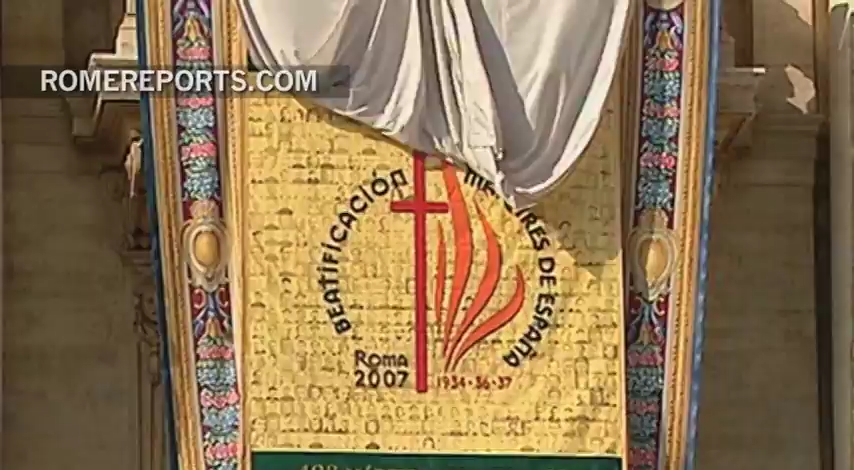 ROMEREPORTS.COM
BEATIFICACIÓN
DE ESPAÑA
ROMA
2007
1934·36·37